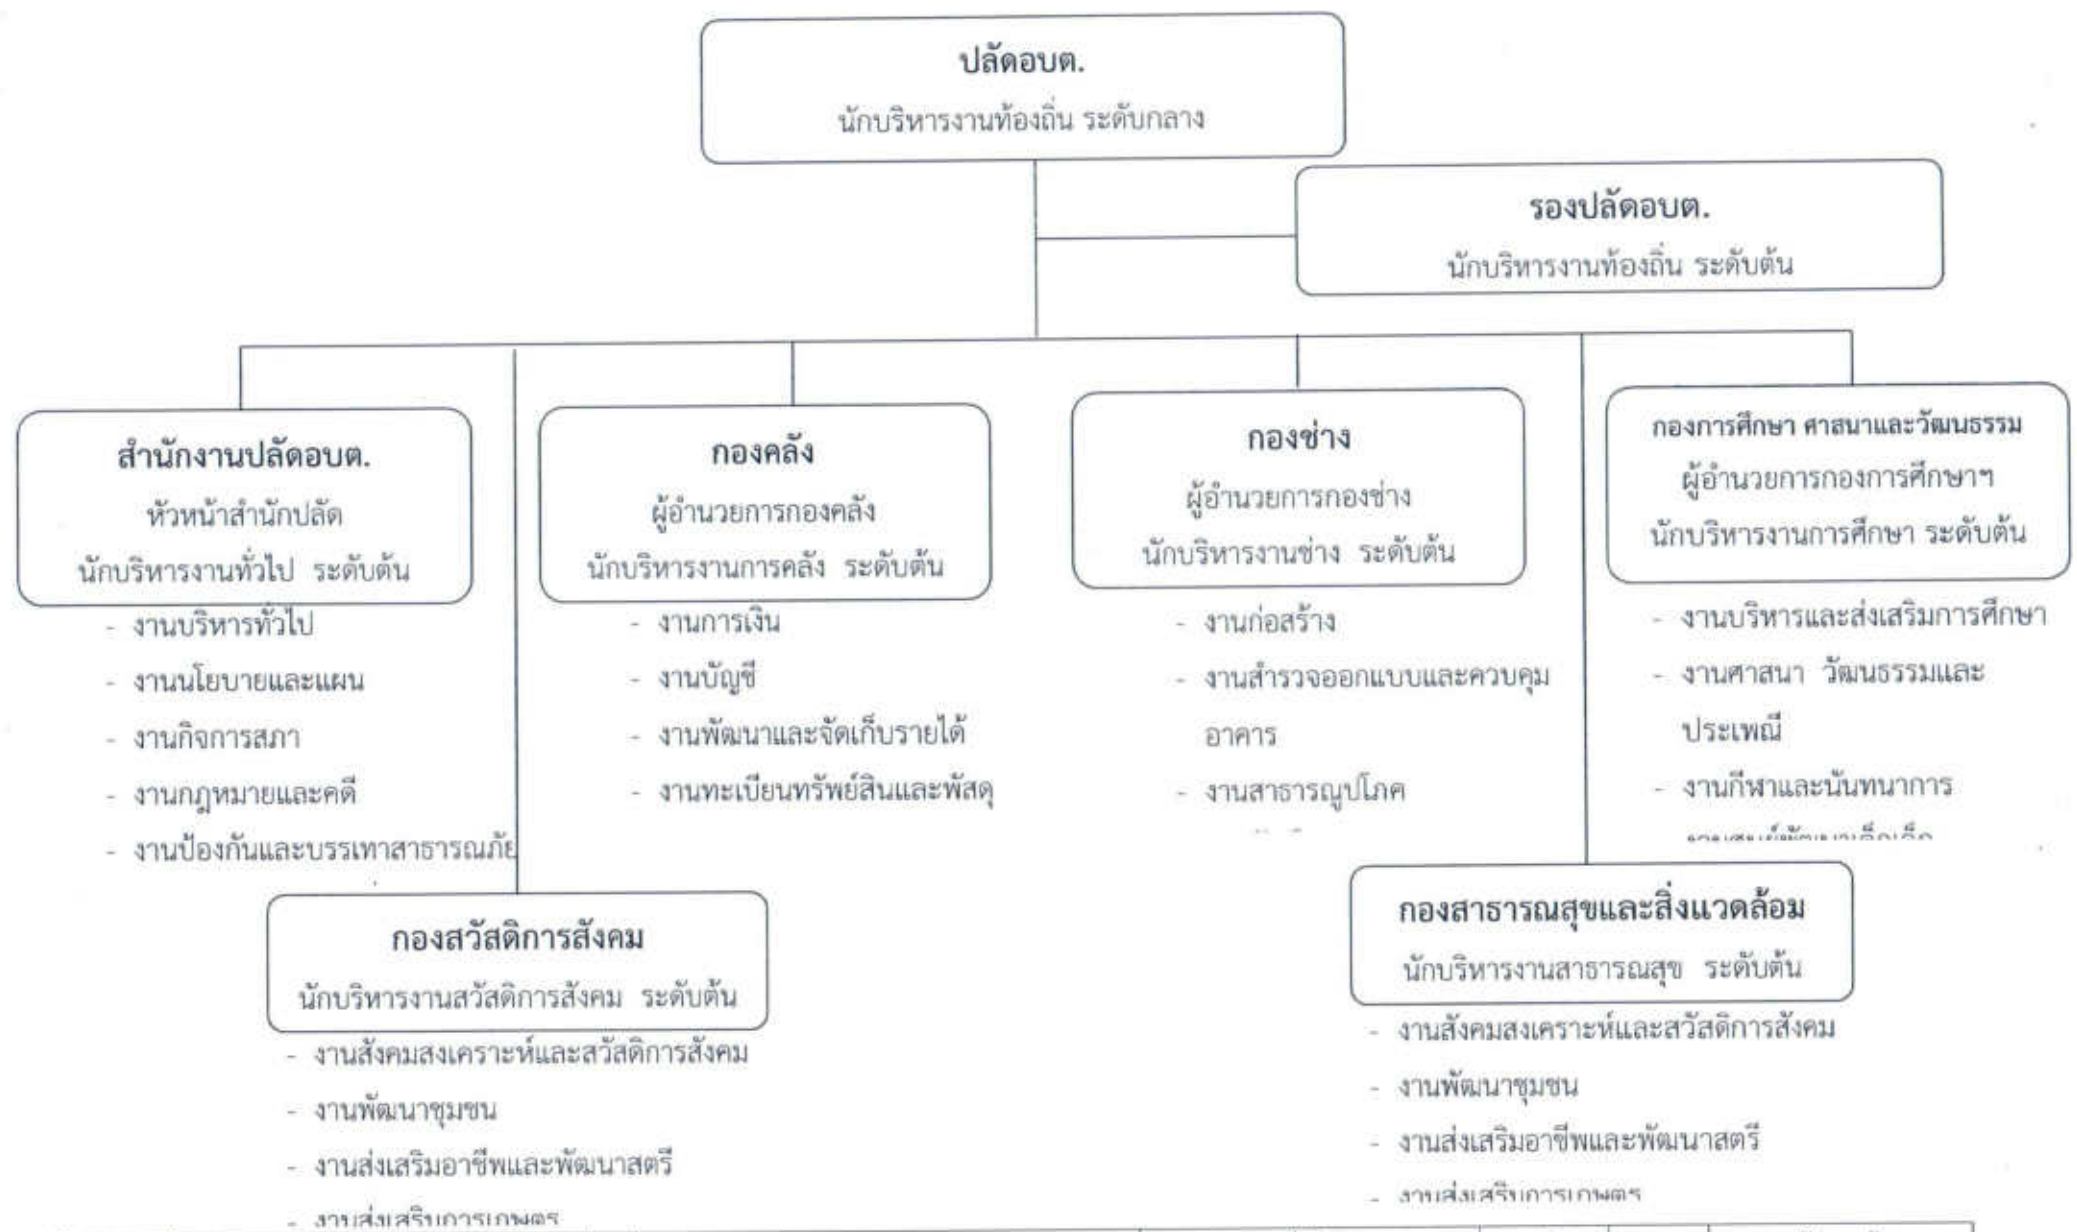 ปลัดอบต.
นักบริหารงานท้องถิ่น ระดับกลาง
รองปลัดอบต.
นักบริหารงานท้องถิ่น ระดับต้น
สำนักงานปลัดอบต.
หัวหน้าสำนักปลัด
นักบริหารงานทั่วไป ระดับต้น
- งานบริหารทั่วไป
- งานนโยบายและแผน
- งานกิจการสภา
- งานกฎหมายและคดี
- งานป้องกันและบรรเทาสาธารณภัย
กองคลัง
ผู้อำนวยการกองคลัง
นักบริหารงานการคลัง ระดับต้น
- งานการเงิน
- งานบัญชี
- งานพัฒนาและจัดเก็บรายได้
- งานทะเบียนทรัพย์สินและพัสดุ
กองช่าง
ผู้อำนวยการกองช่าง
นักบริหารงานช่าง ระดับต้น
- งานก่อสร้าง
- งานสำรวจออกแบบและควบคุม
อาคาร
- งานสาธารณูปโภค
กองการศึกษา ศาสนาและวัฒนธรรม
ผู้อำนวยการกองการศึกษาฯ
นักบริหารงานการศึกษา ระดับต้น
- งานบริหารและส่งเสริมการศึกษา
- งานศาสนา วัฒนธรรมและ
ประเพณี
- งานกีฬาและนันทนาการ
กองสวัสดิการสังคม
นักบริหารงานสวัสดิการสังคม ระดับต้น
- งานสังคมสงเคราะห์และสวัสดิการสังคม
- งานพัฒนาชุมชน
- งานส่งเสริมอาชีพและพัฒนาสตรี
- งานส่งเสริมการเกษตร
กองสาธารณสุขและสิ่งแวดล้อม
นักบริหารงานสาธารณสุข ระดับต้น
- งานสังคมสงเคราะห์และสวัสดิการสังคม
- งานพัฒนาชุมชน
- งานส่งเสริมอาชีพและพัฒนาสตรี
- งานส่งเสริมการเกษตร